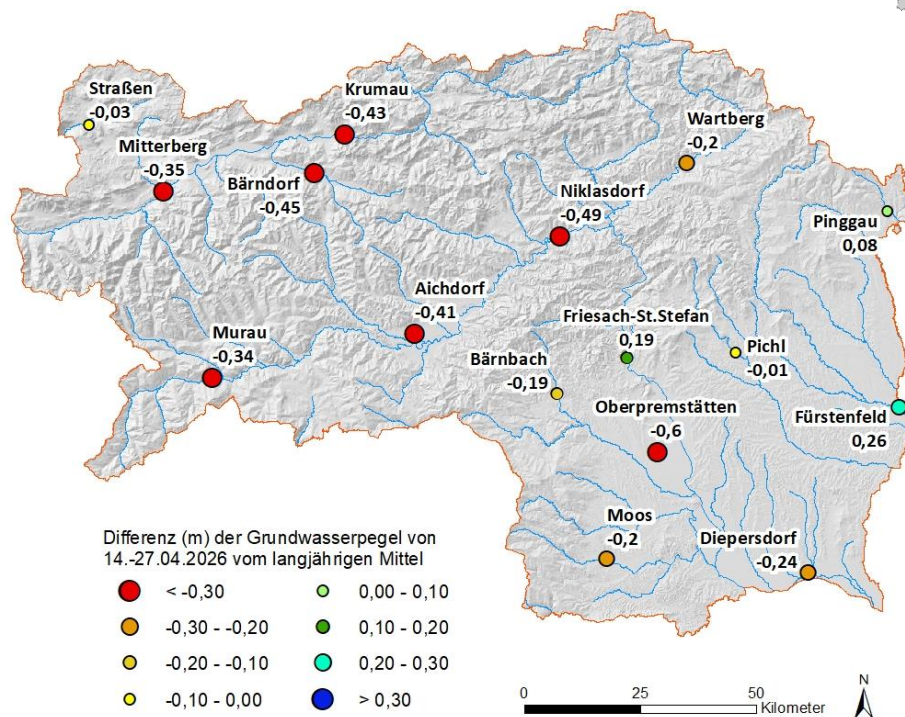 Straßen
-0,03
Krumau
-0,43
Wartberg
-0,2
Mitterberg
-0,35
Bärndorf
-0,45
Niklasdorf
-0,49
Pinggau
0,08
Aichdorf
-0,41
Friesach-St.Stefan
0,19
Murau
-0,34
Pichl
-0,01
Bärnbach
-0,19
Oberpremstätten
-0,6
Fürstenfeld
0,26
Moos
-0,2
Diepersdorf
-0,24
Differenz (m) der Grundwasserpegel von
14.-27.04.2026 vom langjährigen Mittel
< -0,30
-0,30 - -0,20
-0,20 - -0,10
-0,10 - 0,00
0,00 - 0,10
0,10 - 0,20
0,20 - 0,30
> 0,30
0 25 50
Kilometer
N